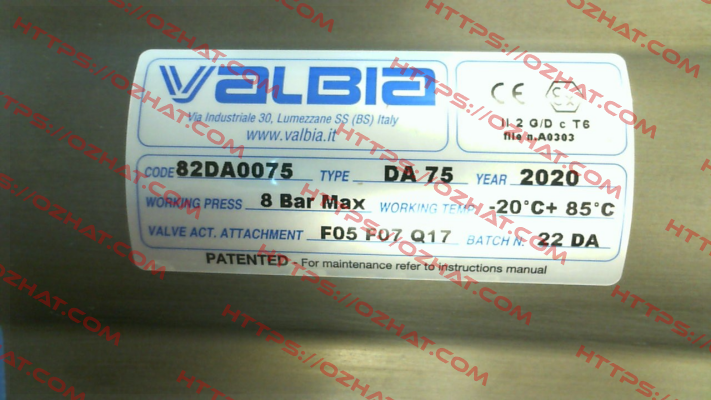 VALBIA
Via Industriale 30, Lumezzane SS (BS) Italy
www.valbia.it
CE Ex
II 2 G/D c T6
file n.A0303
CODE 82DA0075 TYPE DA 75 YEAR 2020
WORKING PRESS 8 Bar Max WORKING TEMP. -20°C+ 85°C
VALVE ACT. ATTACHMENT F05 F07 Q17 BATCH N. 22 DA
PATENTED - For maintenance refer to instructions manual
HTTPS://OZHAT.COM